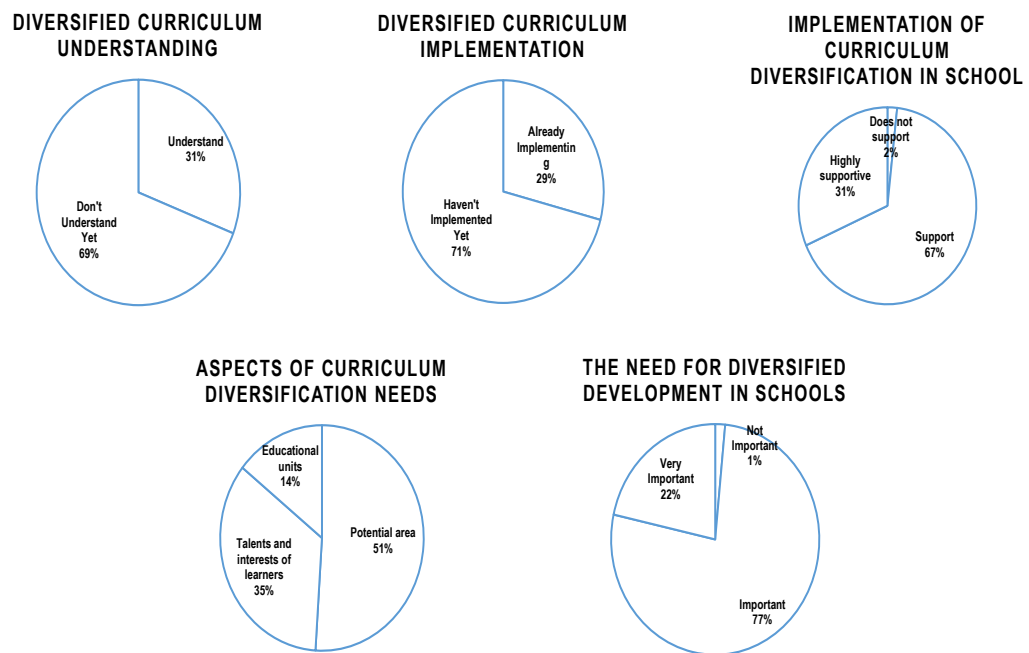 DIVERSIFIED CURRICULUM
UNDERSTANDING
Understand
31%
Don't
Understand
Yet
69%
DIVERSIFIED CURRICULUM
IMPLEMENTATION
Already
Implementin
g
29%
Haven't
Implemented
Yet
71%
IMPLEMENTATION OF
CURRICULUM
DIVERSIFICATION IN SCHOOL
Does not
support
2%
Highly
supportive
31%
Support
67%
ASPECTS OF CURRICULUM
DIVERSIFICATION NEEDS
Educational
units
14%
Potential area
51%
Talents and
interests of
learners
35%
THE NEED FOR DIVERSIFIED
DEVELOPMENT IN SCHOOLS
Not
Important
1%
Very
Important
22%
Important
77%